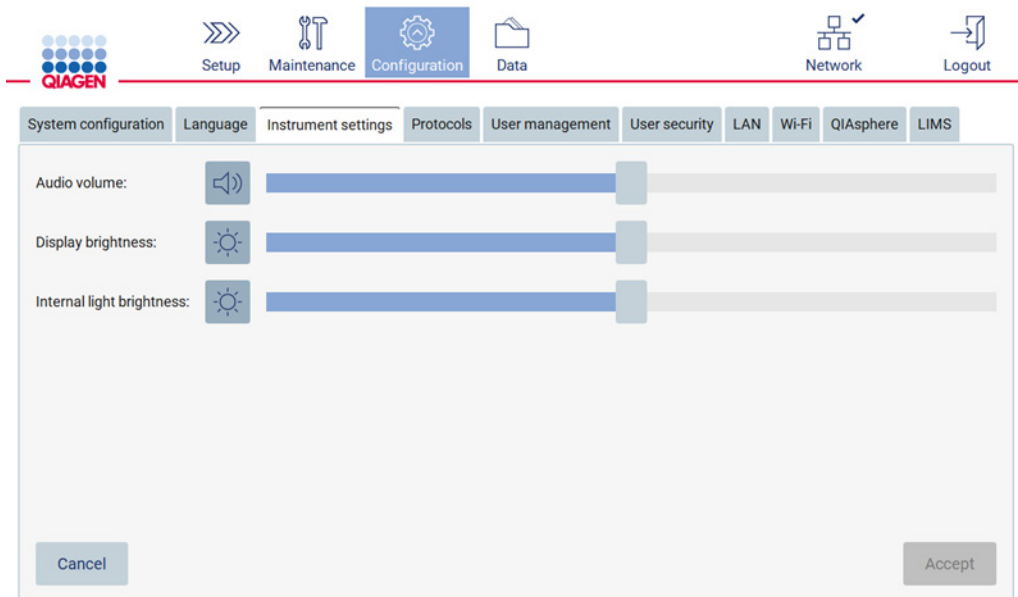 QIAGEN
Setup
Maintenance
Configuration
Data
Network
Logout
System configuration
Language
Instrument settings
Protocols
User management
User security
LAN
Wi-Fi
QIAsphere
LIMS
Audio volume:
Display brightness:
Internal light brightness:
Cancel
Accept